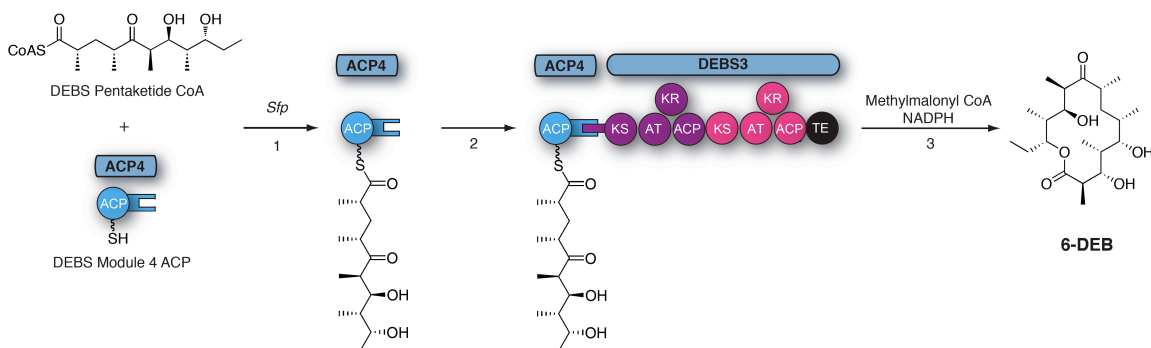 O
O
OH
OH
CoAS
DEBS Pentaketide CoA
+
ACP4
ACP
SH
DEBS Module 4 ACP
Sfp
1
ACP4
ACP
S
O
O
OH
OH
2
ACP4
DEBS3
KR
KR
ACP
KS
AT
ACP
KS
AT
ACP
TE
S
O
O
OH
OH
Methylmalonyl CoA
NADPH
3
O
OH
O
OH
O
OH
6-DEB